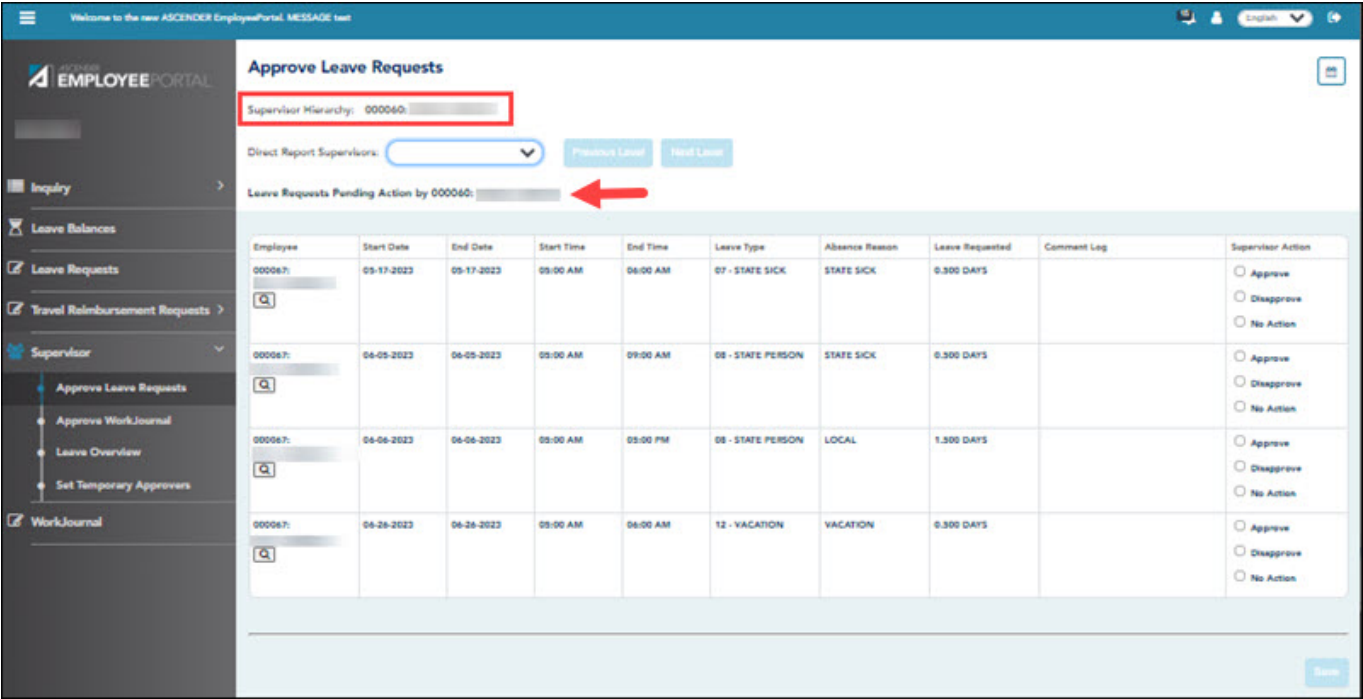 Welcome to the new ASCENDER EmployeePortal. MESSAGE text
English
ASCENDER
EMPLOYEEPORTAL
Inquiry
Leave Balances
Leave Requests
Travel Reimbursement Requests
Supervisor
Approve Leave Requests
Approve WorkJournal
Leave Overview
Set Temporary Approvers
WorkJournal
Approve Leave Requests
Supervisor Hierarchy: 000060:
Direct Report Supervisors:
Previous Level Next Level
Leave Requests Pending Action by 000060:
Employee Start Date End Date Start Time End Time Leave Type Absence Reason Leave Requested Comment Log Supervisor Action
000067: 05-17-2023 05-17-2023 05:00 AM 06:00 AM 07 - STATE SICK STATE SICK 0.500 DAYS Approve
Disapprove
No Action
000067: 06-05-2023 06-05-2023 05:00 AM 09:00 AM 08 - STATE PERSON STATE SICK 0.500 DAYS Approve
Disapprove
No Action
000067: 06-06-2023 06-06-2023 05:00 AM 05:00 PM 08 - STATE PERSON LOCAL 1.500 DAYS Approve
Disapprove
No Action
000067: 06-26-2023 06-26-2023 05:00 AM 06:00 AM 12 - VACATION VACATION 0.500 DAYS Approve
Disapprove
No Action
Save